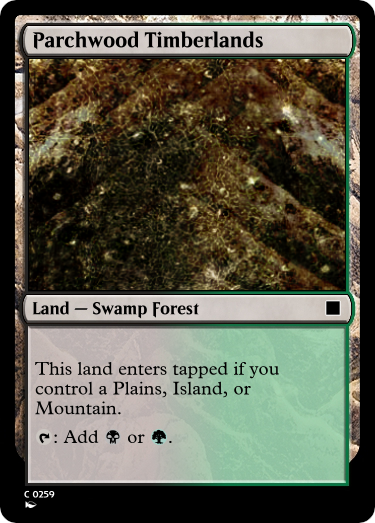 Parchwood Timberlands
Land — Swamp Forest
This land enters tapped if you
control a Plains, Island, or
Mountain.
: Add or .
C 0259